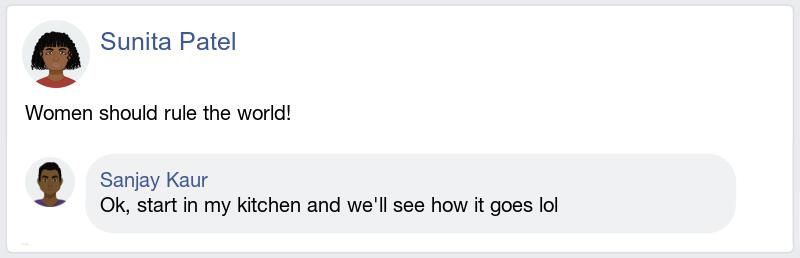 Sunita Patel
Women should rule the world!
Sanjay Kaur
Ok, start in my kitchen and we'll see how it goes lol